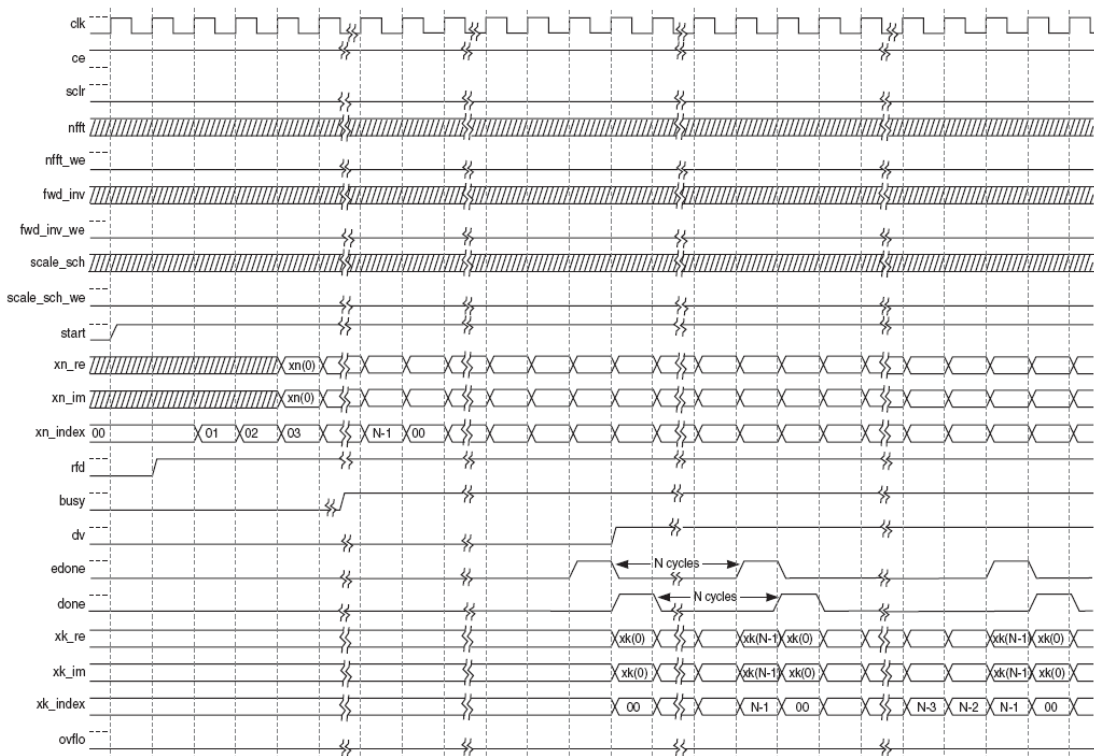 clk
ce
sclr
nfft
nfft_we
fwd_inv
fwd_inv_we
scale_sch
scale_sch_we
start
xn_re xn(0)
xn_im xn(0)
xn_index 00 01 02 03 N-1 00
rfd
busy
dv
edone N cycles
done N cycles
xk_re xk(0) xk(N-1) xk(0) xk(N-1) xk(0)
xk_im xk(0) xk(N-1) xk(0) xk(N-1) xk(0)
xk_index 00 N-1 00 N-3 N-2 N-1 00
ovflo